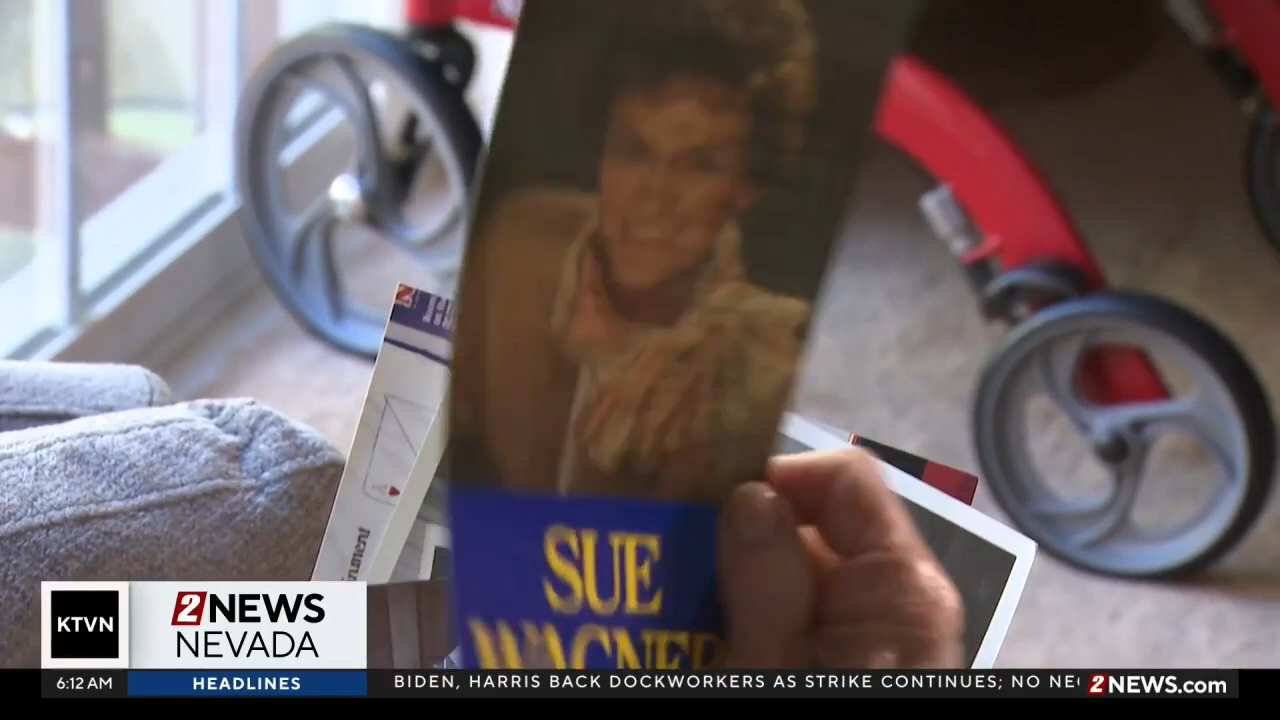 SUE
WAGNER
KTVN
2NEWS
NEVADA
6:12 AM
HEADLINES
BIDEN, HARRIS BACK DOCKWORKERS AS STRIKE CONTINUES; NO
2NEWS.com